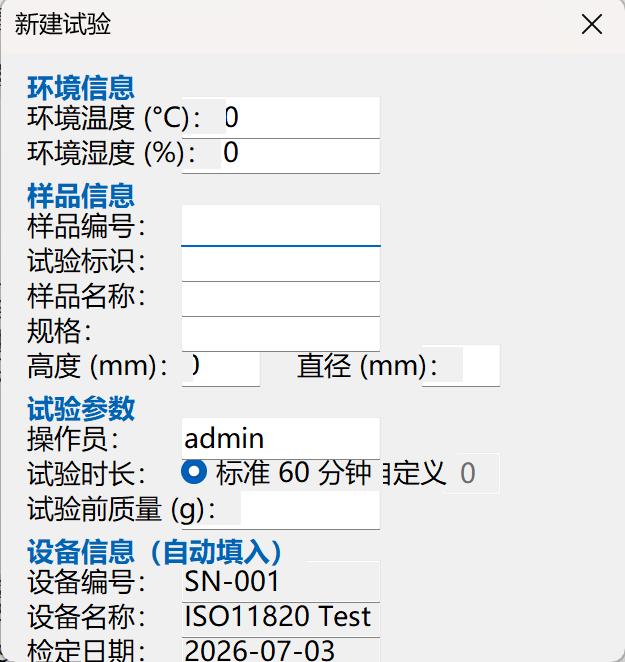 新建试验
环境信息
环境温度 (°C)： 0
环境湿度 (%)： 0
样品信息
样品编号：
试验标识：
样品名称：
规格：
高度 (mm)： 0 直径 (mm)：
试验参数
操作员： admin
试验时长： 标准 60 分钟 自定义 0
试验前质量 (g)：
设备信息（自动填入）
设备编号： SN-001
设备名称： ISO11820 Test
检定日期： 2026-07-03